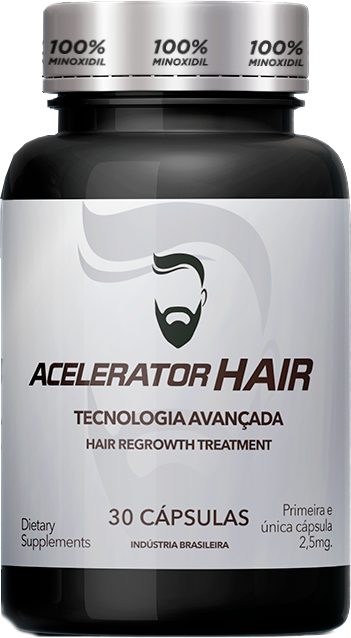 100% 100% 100%
MINOXIDIL MINOXIDIL MINOXIDIL
ACELERATOR HAIR
TECNOLOGIA AVANÇADA
HAIR REGROWTH TREATMENT
Dietary
Supplements
30 CÁPSULAS
INDÚSTRIA BRASILEIRA
Primeira e
única cápsula
2,5mg.